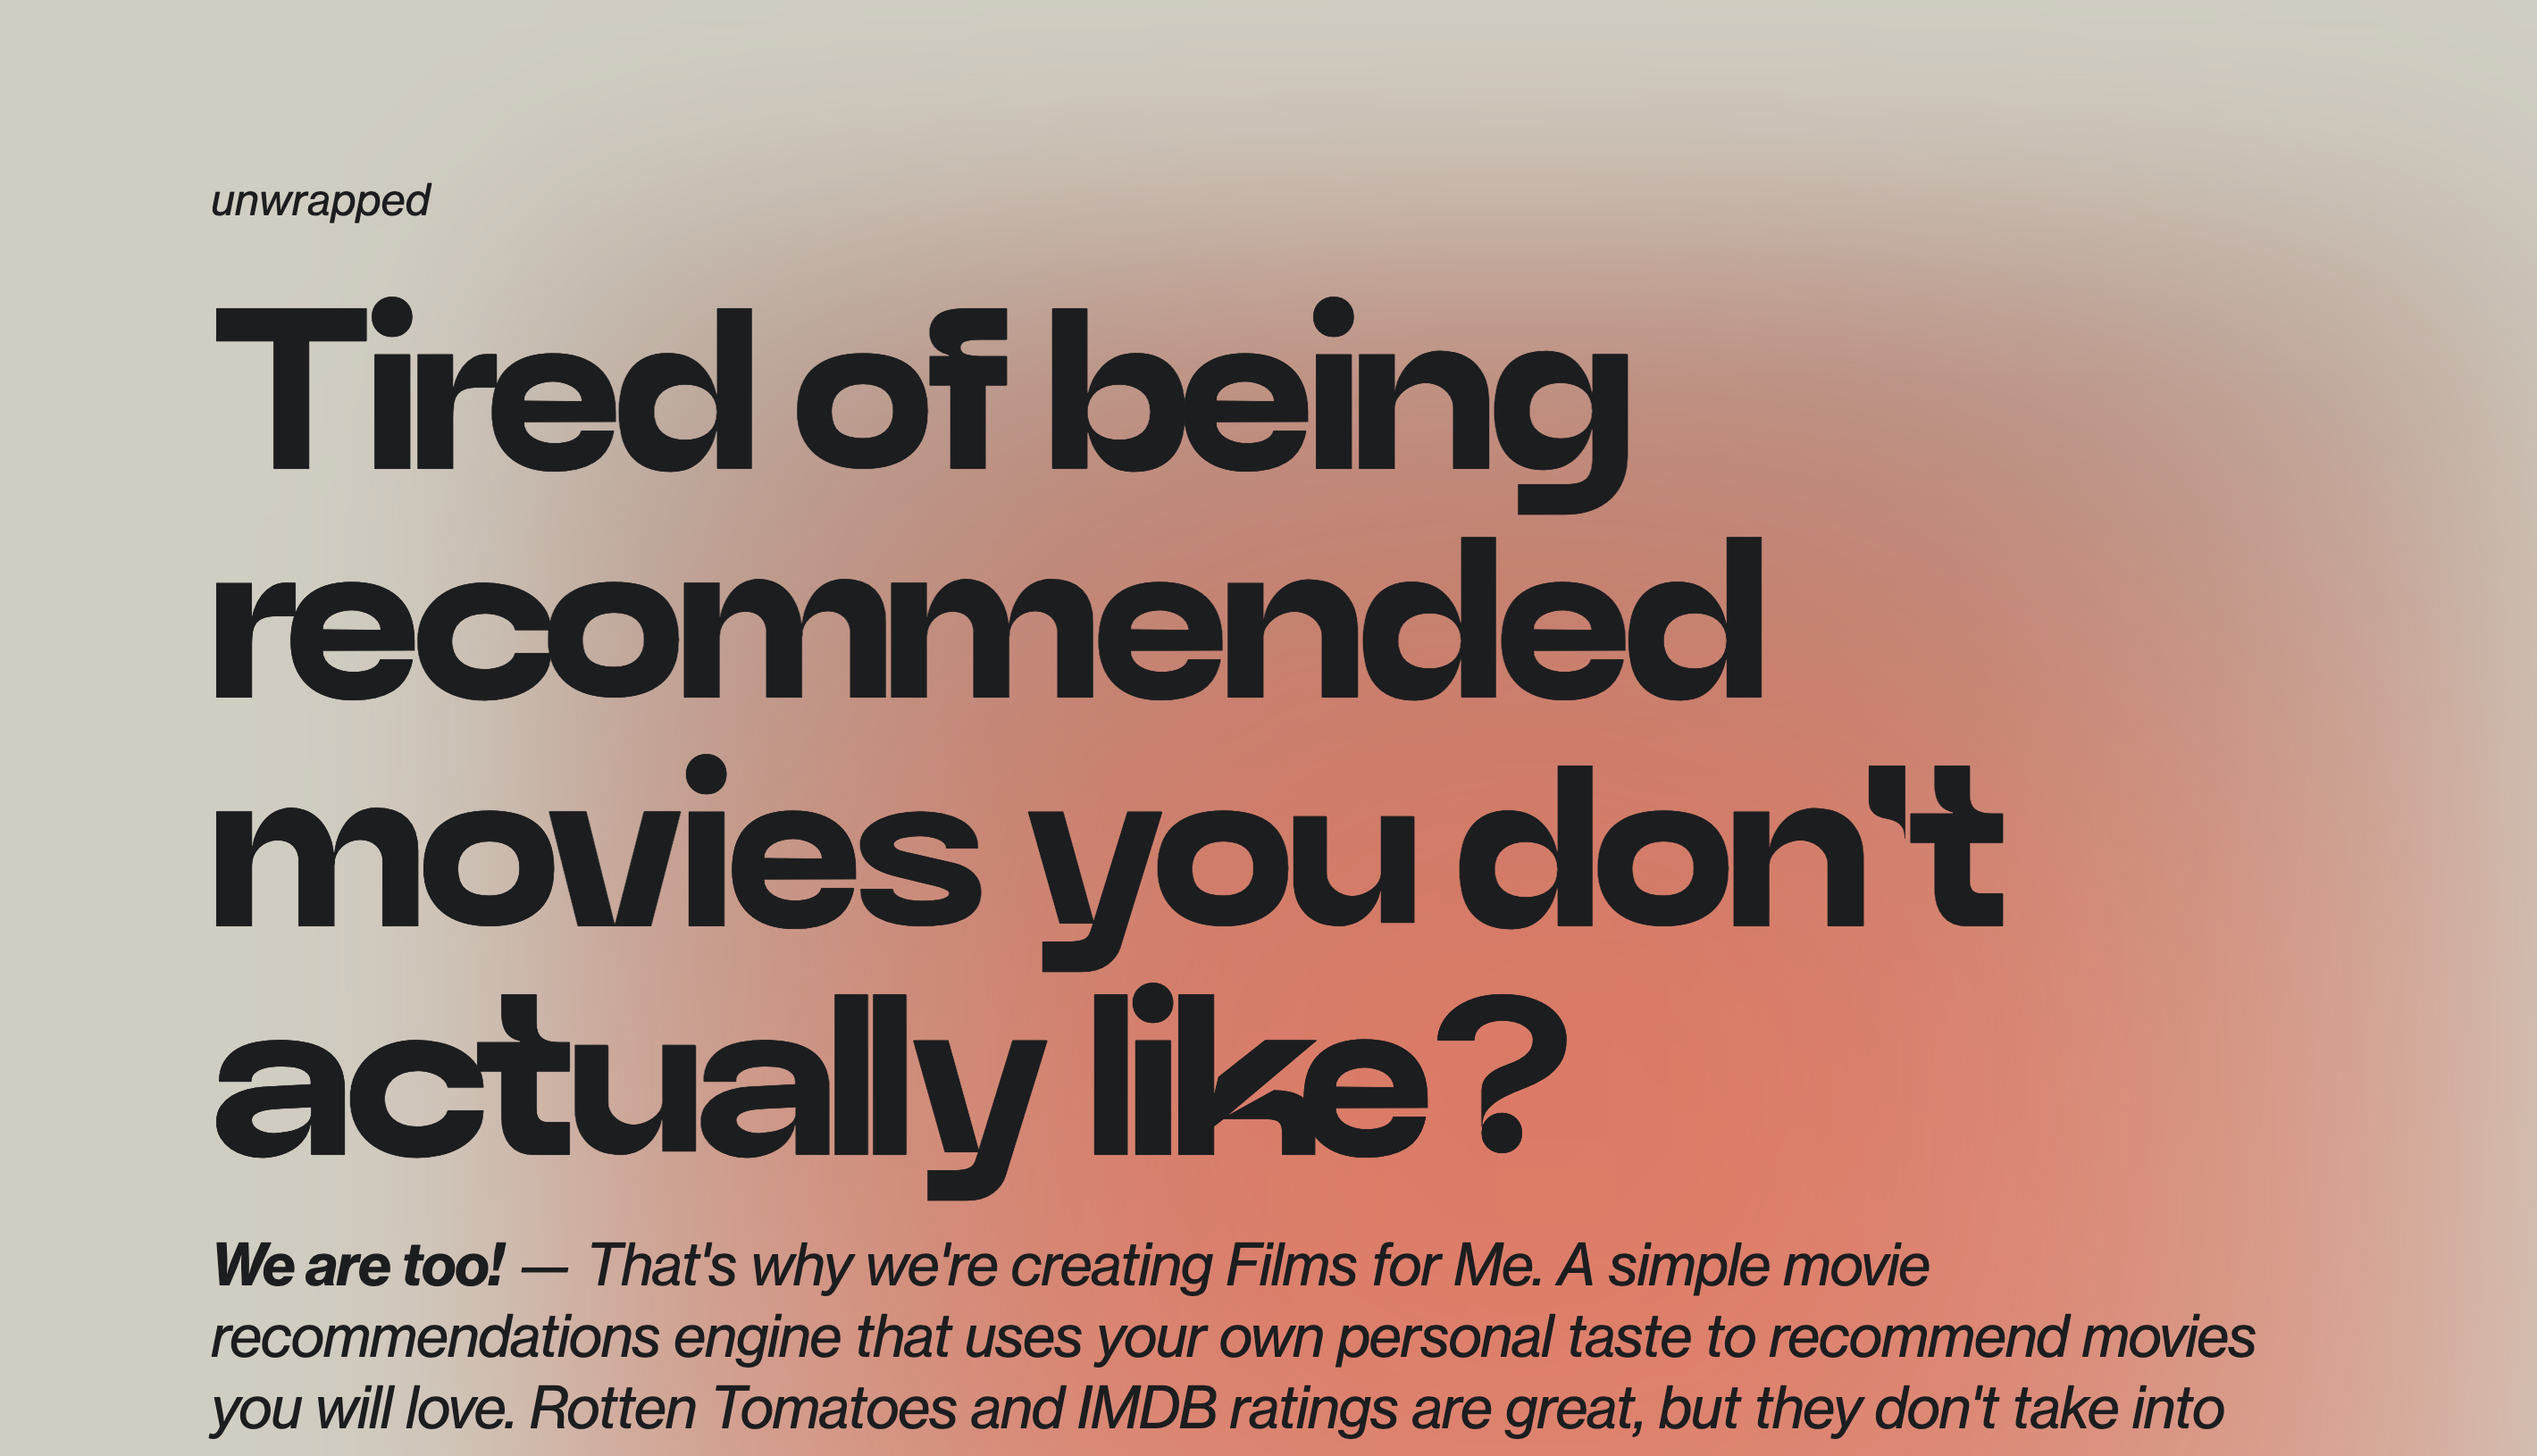 unwrapped
Tired of being
recommended
movies you don't
actually like?
We are too! — That's why we're creating Films for Me. A simple movie
recommendations engine that uses your own personal taste to recommend movies
you will love. Rotten Tomatoes and IMDB ratings are great, but they don't take into